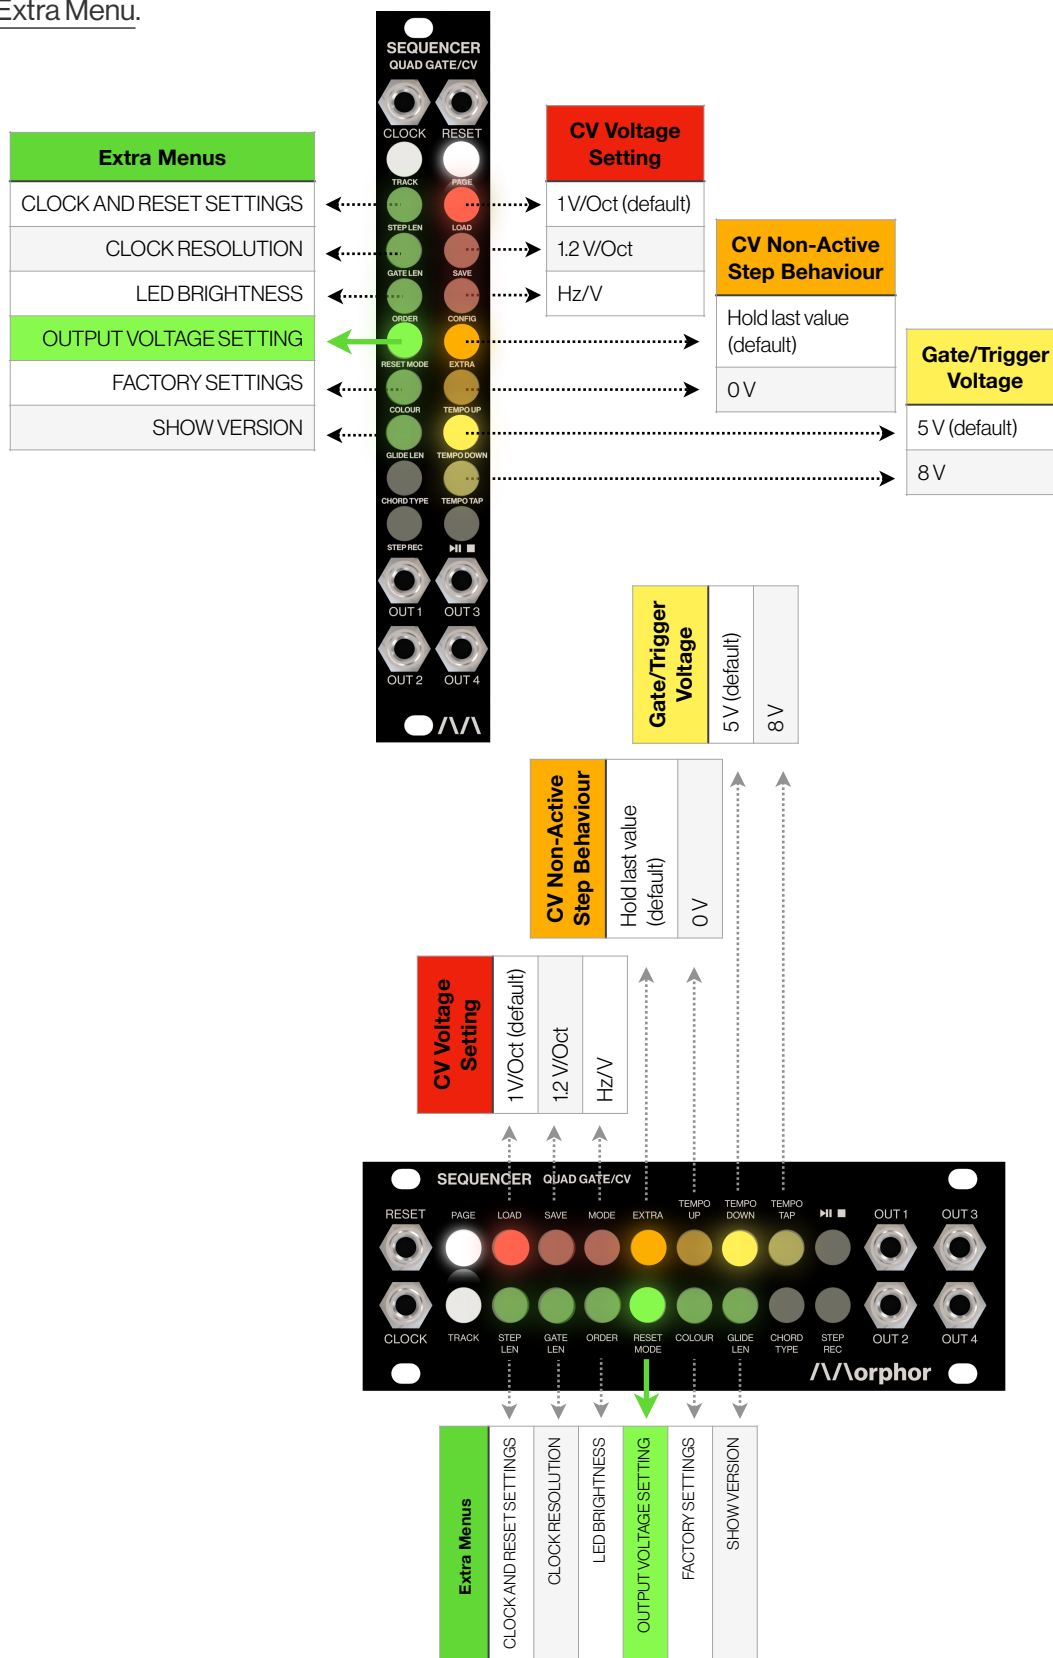 Extra Menu.
SEQUENCER
QUAD GATE/CV
CLOCK RESET
TRACK PAGE
STEP LEN LOAD
GATE LEN SAVE
ORDER CONFIG
RESET MODE EXTRA
COLOUR TEMPO UP
GLIDE LEN TEMPO DOWN
CHORD TYPE TEMPO TAP
STEP REC
OUT 1 OUT 3
OUT 2 OUT 4
Extra Menus
CLOCK AND RESET SETTINGS
CLOCK RESOLUTION
LED BRIGHTNESS
OUTPUT VOLTAGE SETTING
FACTORY SETTINGS
SHOW VERSION
CV Voltage
Setting
1 V/Oct (default)
1.2 V/Oct
Hz/V
CV Non-Active
Step Behaviour
Hold last value
(default)
0 V
Gate/Trigger
Voltage
5 V (default)
8 V
Gate/Trigger
Voltage
5 V (default)
8 V
CV Non-Active
Step Behaviour
Hold last value
(default)
0 V
CV Voltage
Setting
1 V/Oct (default)
1.2 V/Oct
Hz/V
SEQUENCER QUAD GATE/CV
RESET PAGE LOAD SAVE MODE EXTRA TEMPO UP TEMPO DOWN TEMPO TAP OUT 1 OUT 3
CLOCK TRACK STEP LEN GATE LEN ORDER RESET MODE COLOUR GLIDE LEN CHORD TYPE STEP REC OUT 2 OUT 4
/\/\orphor
Extra Menus
CLOCK AND RESET SETTINGS
CLOCK RESOLUTION
LED BRIGHTNESS
OUTPUT VOLTAGE SETTING
FACTORY SETTINGS
SHOW VERSION